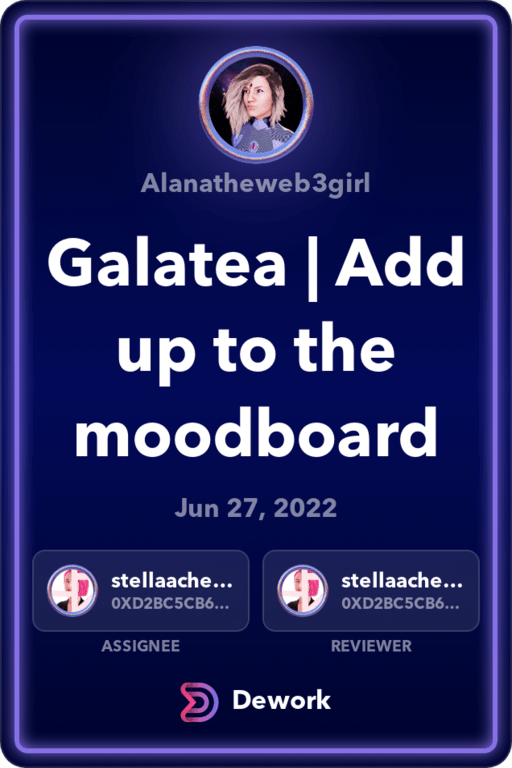 Alanatheweb3girl
Galatea | Add
up to the
moodboard
Jun 27, 2022
stellaache... stellaache...
0XD2BC5CB6... 0XD2BC5CB6...
ASSIGNEE REVIEWER
Dework